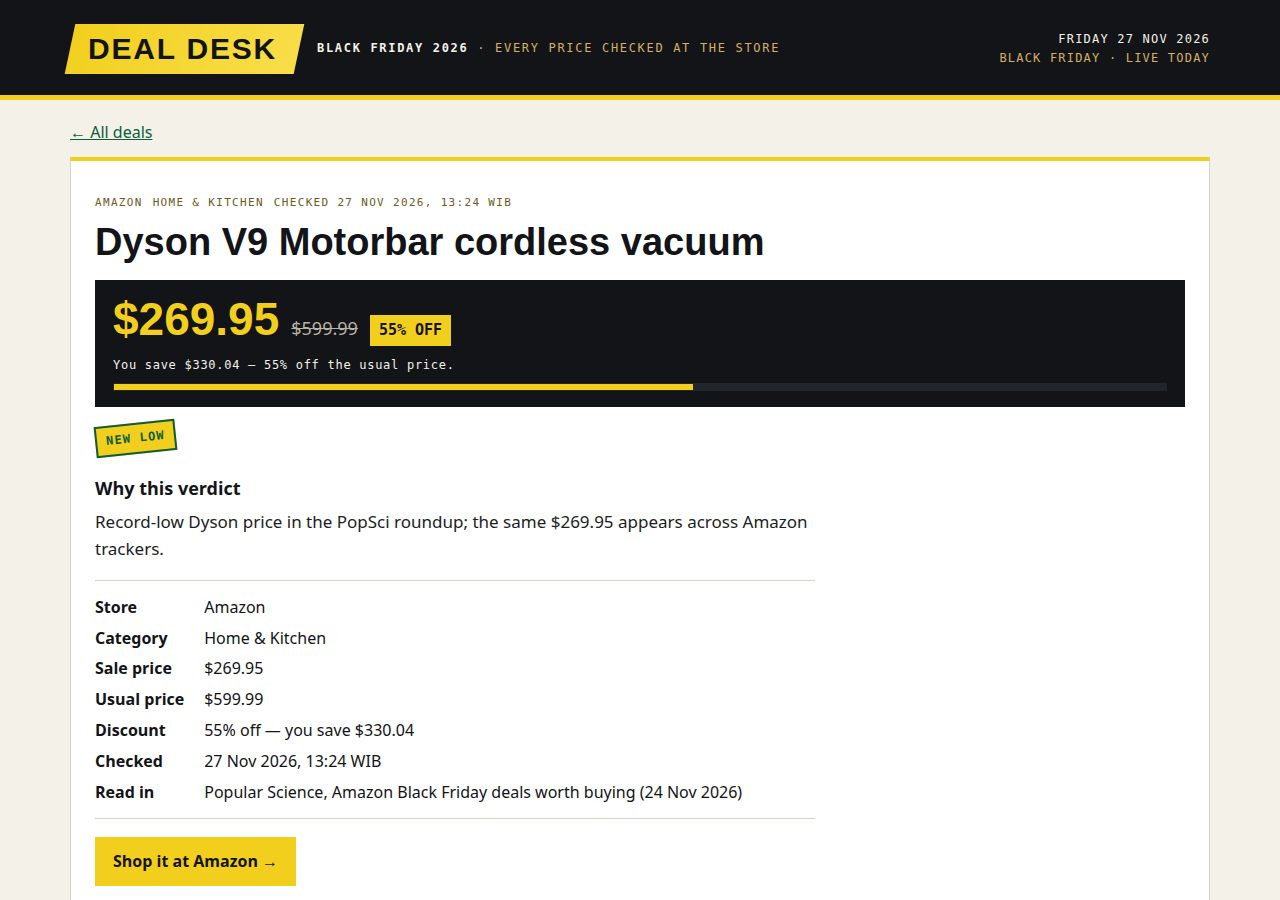 DEAL DESK
BLACK FRIDAY 2026 · EVERY PRICE CHECKED AT THE STORE
FRIDAY 27 NOV 2026
BLACK FRIDAY · LIVE TODAY
← All deals
AMAZON HOME & KITCHEN CHECKED 27 NOV 2026, 13:24 WIB
Dyson V9 Motorbar cordless vacuum
$269.95 $599.99 55% OFF
You save $330.04 — 55% off the usual price.
NEW LOW
Why this verdict
Record-low Dyson price in the PopSci roundup; the same $269.95 appears across Amazon
trackers.
Store Amazon
Category Home & Kitchen
Sale price $269.95
Usual price $599.99
Discount 55% off — you save $330.04
Checked 27 Nov 2026, 13:24 WIB
Read in Popular Science, Amazon Black Friday deals worth buying (24 Nov 2026)
Shop it at Amazon →